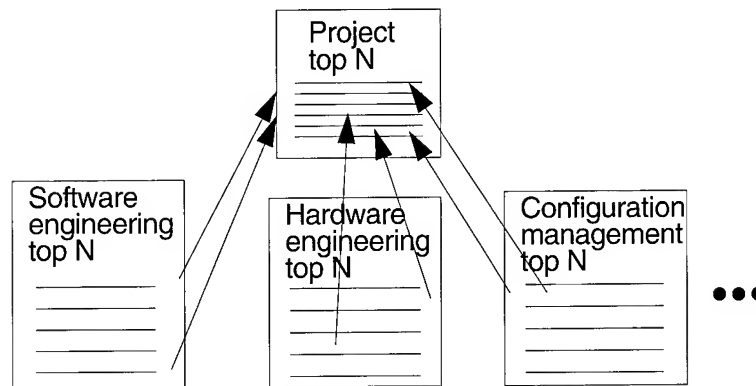 Project
top N
Software
engineering
top N
Hardware
engineering
top N
Configuration
management
top N